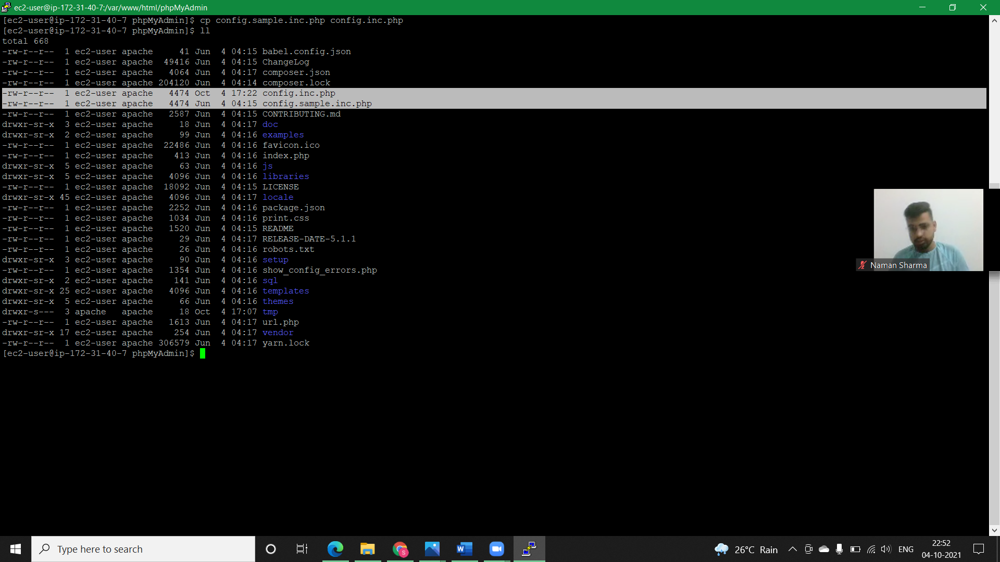 ec2-user@ip-172-31-40-7:/var/www/html/phpMyAdmin
[ec2-user@ip-172-31-40-7 phpMyAdmin]$ cp config.sample.inc.php config.inc.php
[ec2-user@ip-172-31-40-7 phpMyAdmin]$ ll
total 668
-rw-r--r--  1 ec2-user apache     41 Jun  4 04:15 babel.config.json
-rw-r--r--  1 ec2-user apache  49416 Jun  4 04:15 ChangeLog
-rw-r--r--  1 ec2-user apache   4064 Jun  4 04:17 composer.json
-rw-r--r--  1 ec2-user apache 204120 Jun  4 04:14 composer.lock
-rw-r--r--  1 ec2-user apache   4474 Oct  4 17:22 config.inc.php
-rw-r--r--  1 ec2-user apache   4474 Jun  4 04:15 config.sample.inc.php
-rw-r--r--  1 ec2-user apache   2587 Jun  4 04:15 CONTRIBUTING.md
drwxr-sr-x  3 ec2-user apache     18 Jun  4 04:17 doc
drwxr-sr-x  2 ec2-user apache     99 Jun  4 04:16 examples
-rw-r--r--  1 ec2-user apache  22486 Jun  4 04:16 favicon.ico
-rw-r--r--  1 ec2-user apache    413 Jun  4 04:16 index.php
drwxr-sr-x  5 ec2-user apache     63 Jun  4 04:16 js
drwxr-sr-x  5 ec2-user apache   4096 Jun  4 04:16 libraries
-rw-r--r--  1 ec2-user apache  18092 Jun  4 04:15 LICENSE
drwxr-sr-x 45 ec2-user apache   4096 Jun  4 04:17 locale
-rw-r--r--  1 ec2-user apache   2252 Jun  4 04:16 package.json
-rw-r--r--  1 ec2-user apache   1034 Jun  4 04:16 print.css
-rw-r--r--  1 ec2-user apache   1520 Jun  4 04:15 README
-rw-r--r--  1 ec2-user apache     29 Jun  4 04:17 RELEASE-DATE-5.1.1
-rw-r--r--  1 ec2-user apache     26 Jun  4 04:16 robots.txt
drwxr-sr-x  3 ec2-user apache     90 Jun  4 04:16 setup
-rw-r--r--  1 ec2-user apache   1354 Jun  4 04:16 show_config_errors.php
drwxr-sr-x  2 ec2-user apache    141 Jun  4 04:16 sql
drwxr-sr-x 25 ec2-user apache   4096 Jun  4 04:16 templates
drwxr-sr-x  5 ec2-user apache     66 Jun  4 04:16 themes
drwxr-s---  3 apache   apache     18 Oct  4 17:07 tmp
-rw-r--r--  1 ec2-user apache   1613 Jun  4 04:17 url.php
drwxr-sr-x 17 ec2-user apache    254 Jun  4 04:17 vendor
-rw-r--r--  1 ec2-user apache 306579 Jun  4 04:17 yarn.lock
[ec2-user@ip-172-31-40-7 phpMyAdmin]$
Naman Sharma
Type here to search
S
W
26°C Rain
ENG
22:52
04-10-2021